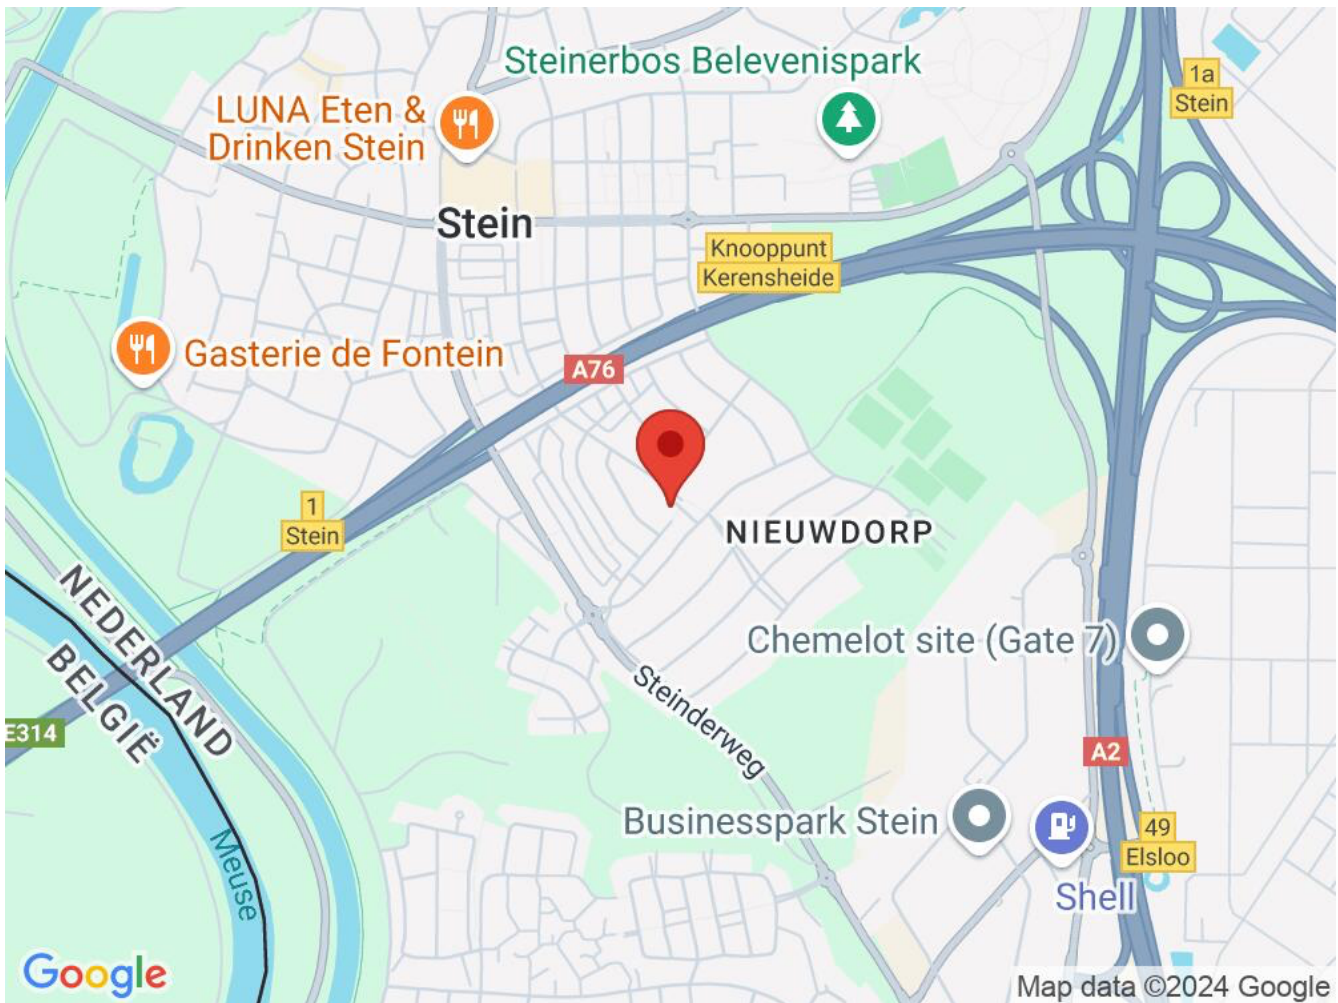 Steinerbos Belevenispark
1a
Stein
LUNA Eten &
Drinken Stein
Stein
Knooppunt
Kerensheide
Gasterie de Fontein
A76
1
Stein
NIEUWDORP
NEDERLAND
BELGIË
Chemelot site (Gate 7)
Steinderweg
E314
A2
Businesspark Stein
49
Elsloo
Meuse
Shell
Google
Map data ©2024 Google